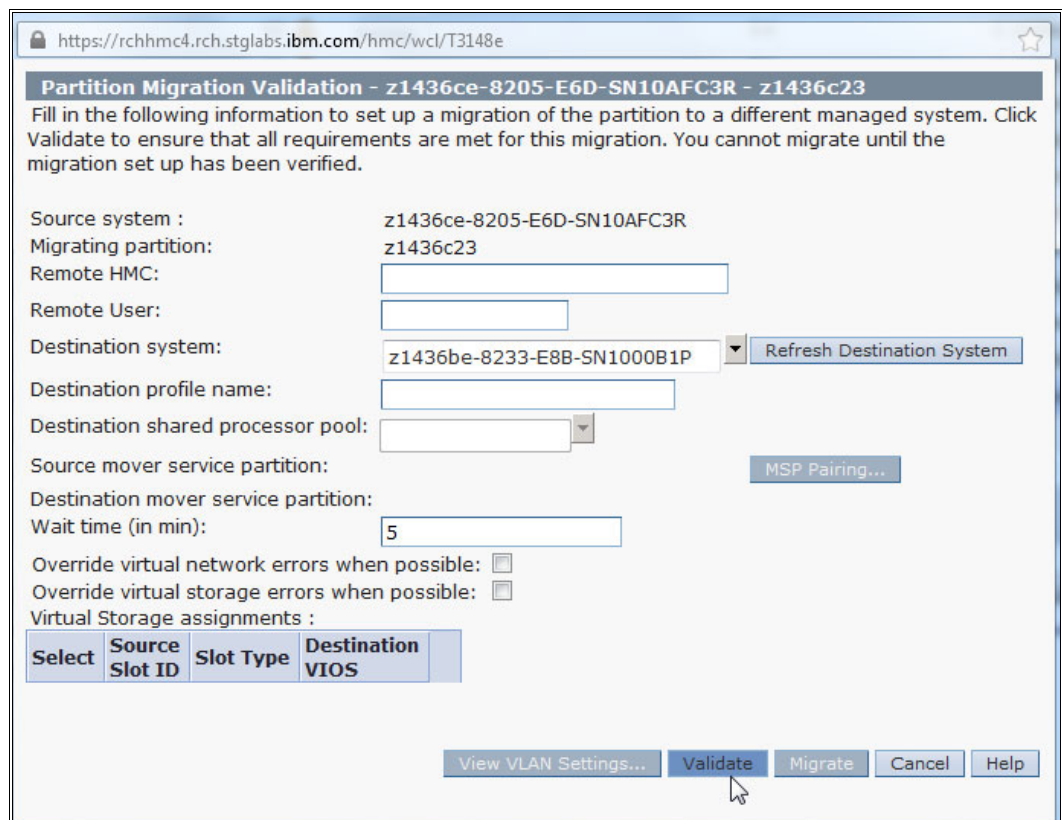 https://rchhmc4.rch.stglabs.ibm.com/hmc/wcl/T3148e
Partition Migration Validation - z1436ce-8205-E6D-SN10AFC3R - z1436c23
Fill in the following information to set up a migration of the partition to a different managed system. Click
Validate to ensure that all requirements are met for this migration. You cannot migrate until the
migration set up has been verified.
Source system : z1436ce-8205-E6D-SN10AFC3R
Migrating partition: z1436c23
Remote HMC:
Remote User:
Destination system: z1436be-8233-E8B-SN1000B1P Refresh Destination System
Destination profile name:
Destination shared processor pool:
Source mover service partition: MSP Pairing...
Destination mover service partition:
Wait time (in min): 5
Override virtual network errors when possible:
Override virtual storage errors when possible:
Virtual Storage assignments :
Select Source Slot ID Slot Type Destination VIOS
View VLAN Settings... Validate Migrate Cancel Help